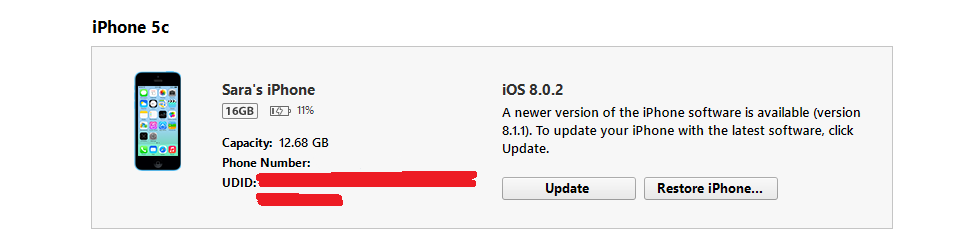 iPhone 5c
Sara's iPhone
16GB 11%
Capacity: 12.68 GB
Phone Number:
UDID:
iOS 8.0.2
A newer version of the iPhone software is available (version
8.1.1). To update your iPhone with the latest software, click
Update.
Update Restore iPhone...